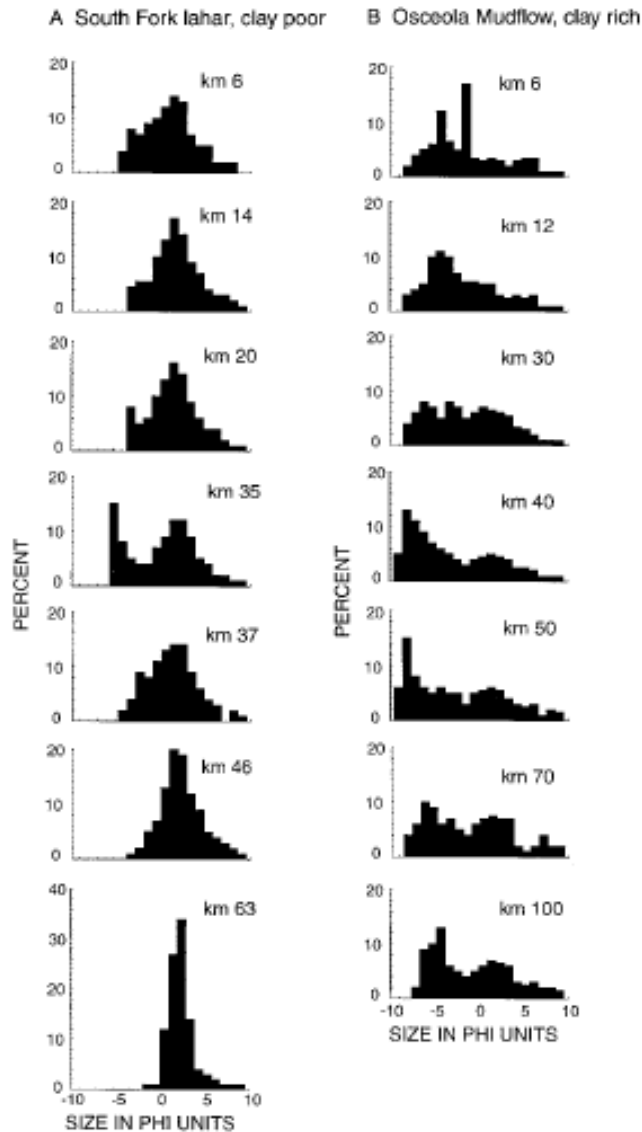 A South Fork lahar, clay poor
20
10
0
km 6
20
10
0
km 14
20
10
0
km 20
20
10
0
km 35
20
10
0
km 37
20
10
0
km 46
40
30
20
10
0
km 63
-10 -5 0 5 10
SIZE IN PHI UNITS
PERCENT
B Osceola Mudflow, clay rich
20
10
0
km 6
20
10
0
km 12
20
10
0
km 30
20
10
0
km 40
20
10
0
km 50
20
10
0
km 70
20
10
0
km 100
-10 -5 0 5 10
SIZE IN PHI UNITS
PERCENT